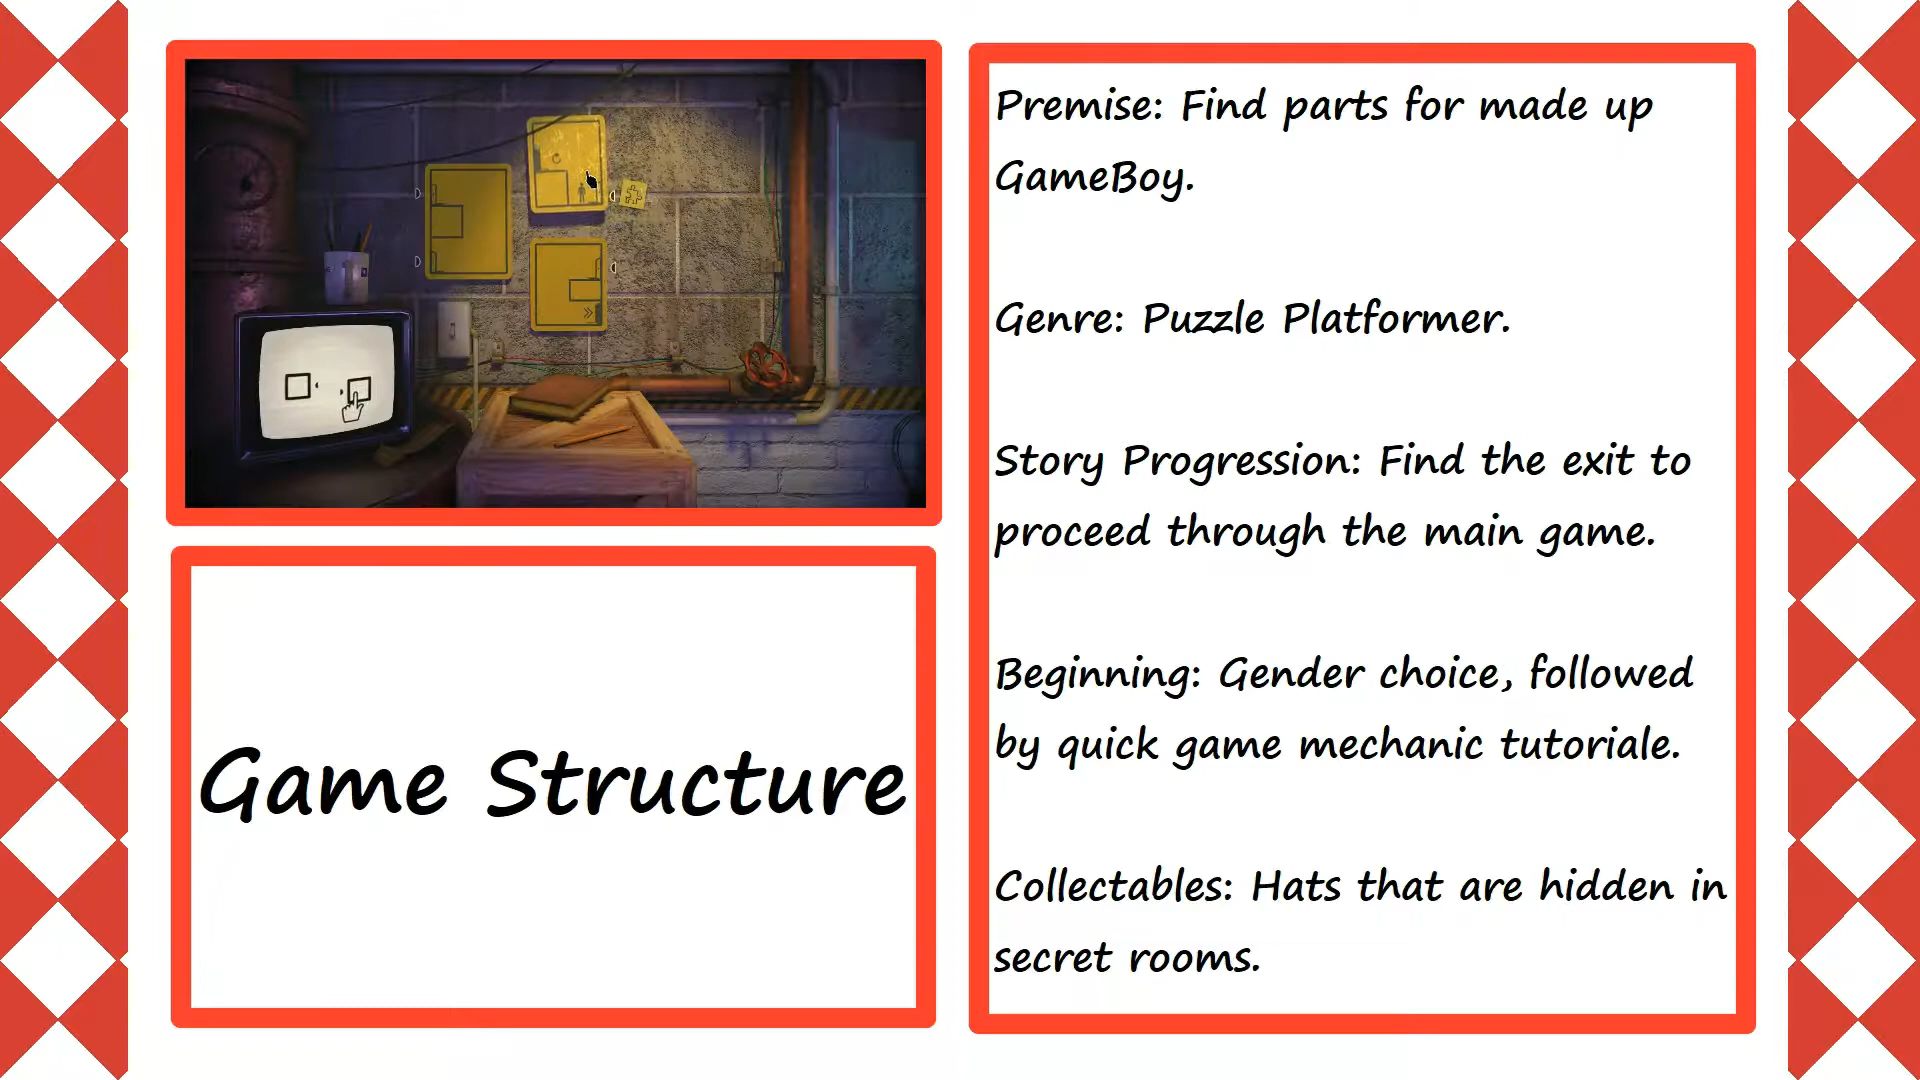 Game Structure
Premise: Find parts for made up
GameBoy.
Genre: Puzzle Platformer.
Story Progression: Find the exit to
proceed through the main game.
Beginning: Gender choice, followed
by quick game mechanic tutoriale.
Collectables: Hats that are hidden in
secret rooms.